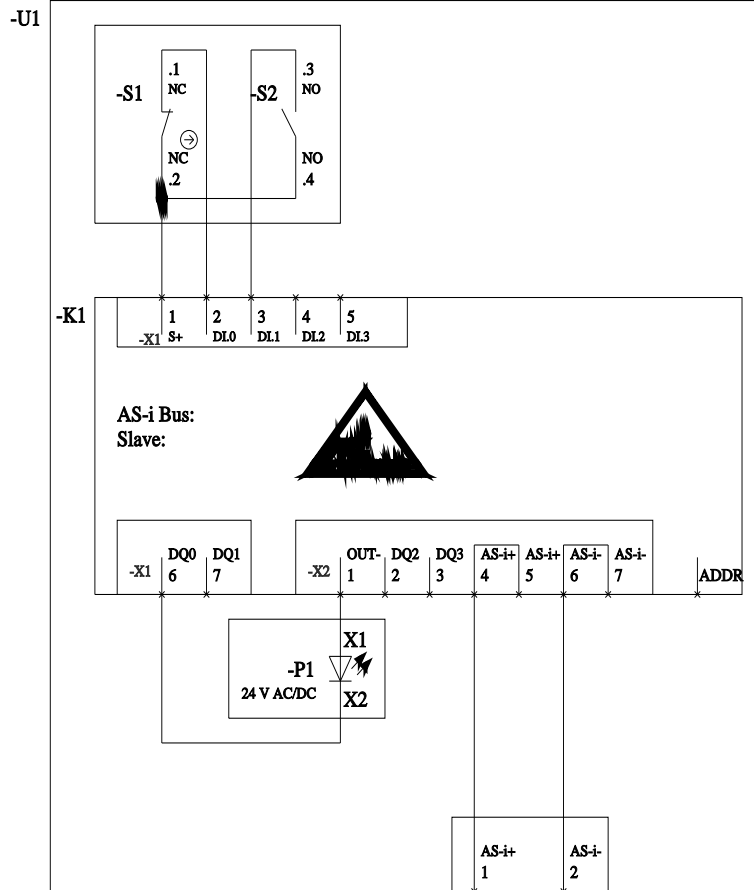 -U1
.1 .3
NC NO
-S1 -S2
NC NO
.2 .4
-K1
1 2 3 4 5
-X1 S+ DI.0 DI.1 DI.2 DI.3
AS-i Bus:
Slave:
DQ0 DQ1 OUT- DQ2 DQ3 AS-i+ AS-i+ AS-i- AS-i-
-X1 6 7 -X2 1 2 3 4 5 6 7 ADDR
X1
-P1
24 V AC/DC X2
AS-i+ AS-i-
1 2